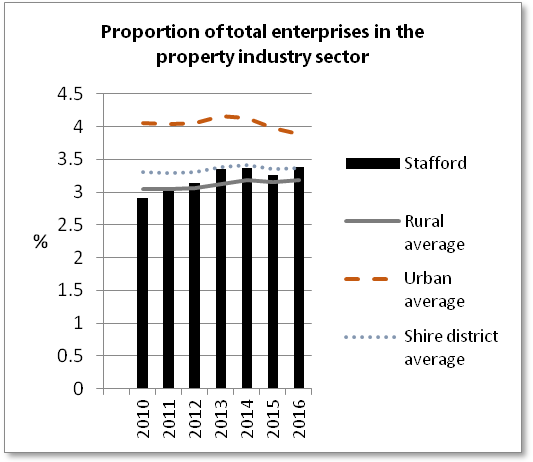 Proportion of total enterprises in the
property industry sector
4.5
4
3.5
3
2.5
2
1.5
1
0.5
0
%
2010
2011
2012
2013
2014
2015
2016
Stafford
Rural
average
Urban
average
Shire district
average